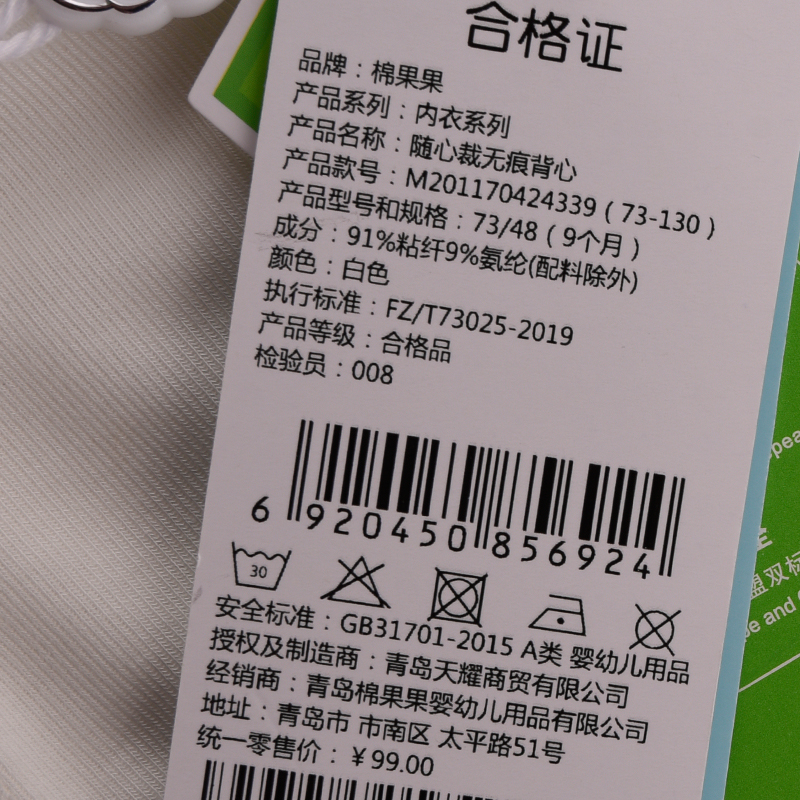 合格证
品牌：棉果果
产品系列：内衣系列
产品名称：随心裁无痕背心
产品款号：M201170424339（73-130）
产品型号和规格：73/48（9个月）
成分：91%粘纤9%氨纶(配料除外)
颜色：白色
执行标准：FZ/T73025-2019
产品等级：合格品
检验员：008
6 920450 856924
30
安全标准：GB31701-2015 A类 婴幼儿用品
授权及制造商：青岛天耀商贸有限公司
经销商：青岛棉果果婴幼儿用品有限公司
地址：青岛市 市南区 太平路51号
统一零售价：￥99.00
盟双标
and